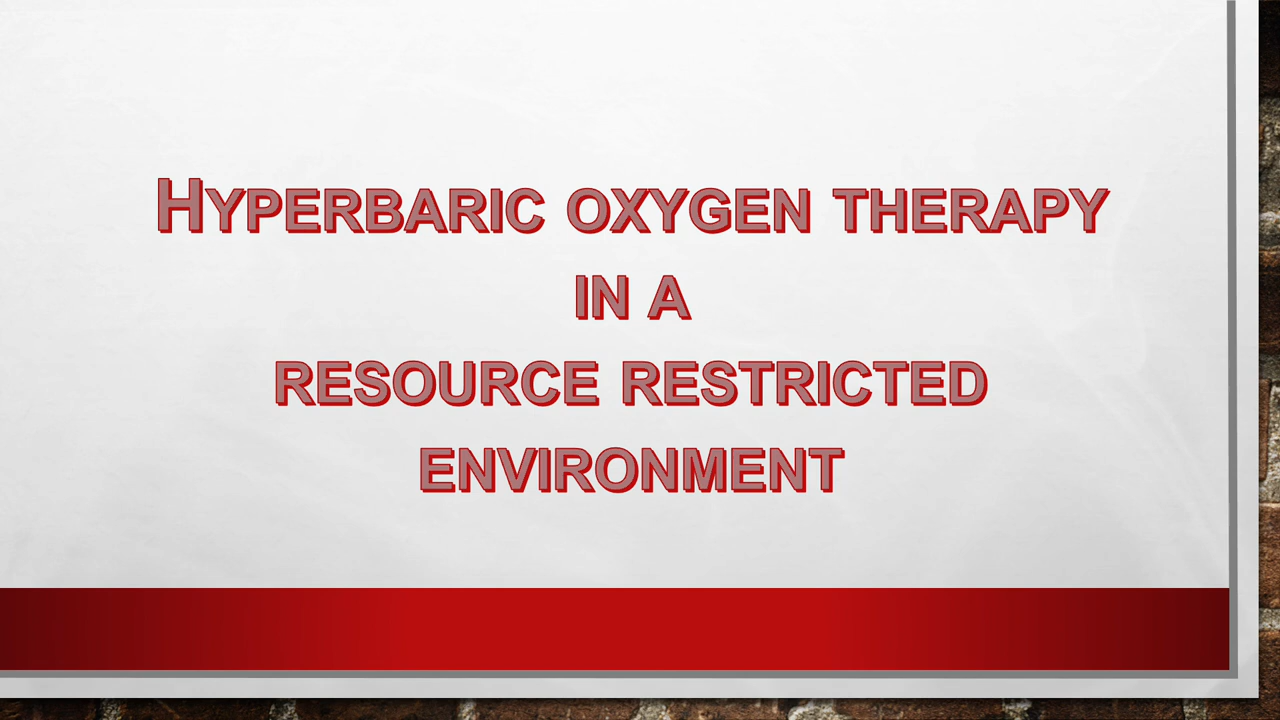 Hyperbaric oxygen therapy
in a
resource restricted
environment